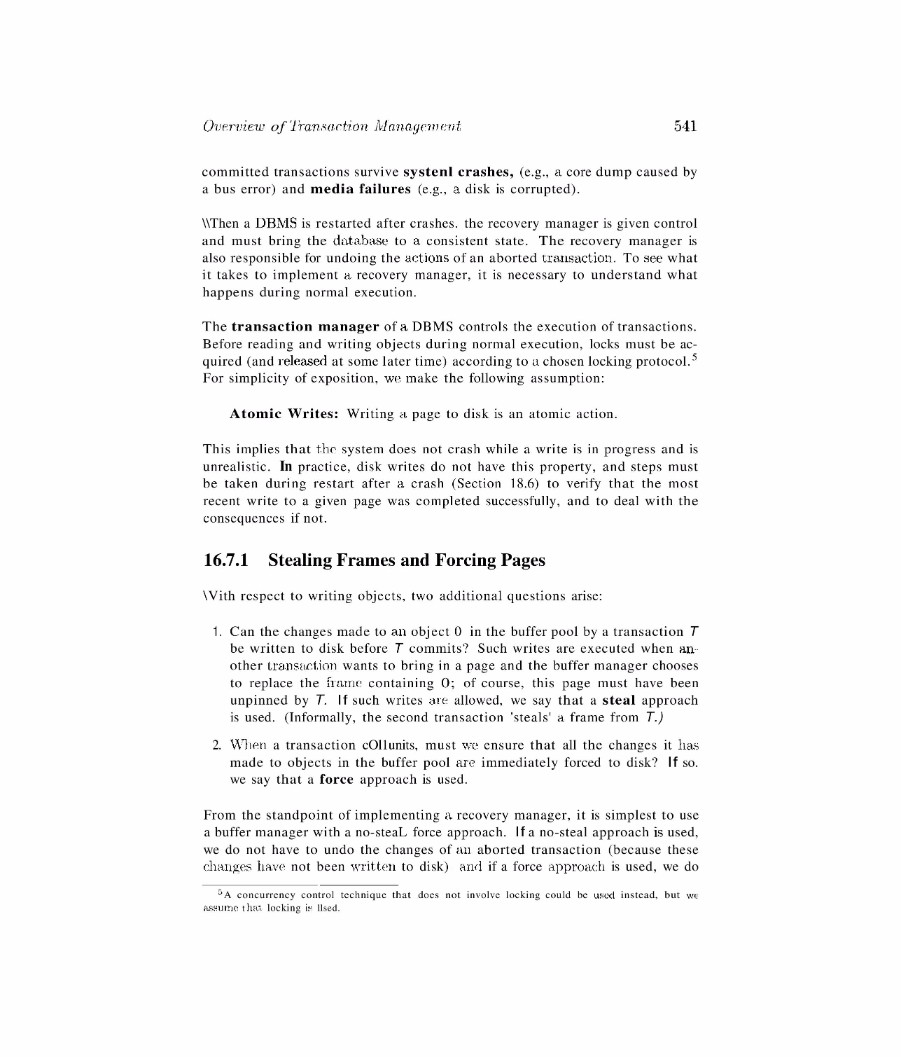 Overview of Transaction Management 541
committed transactions survive systenl crashes, (e.g., a core dump caused by
a bus error) and media failures (e.g., a disk is corrupted).
\\Then a DBMS is restarted after crashes. the recovery manager is given control
and must bring the database to a consistent state. The recovery manager is
also responsible for undoing the actions of an aborted transaction. To see what
it takes to implement a recovery manager, it is necessary to understand what
happens during normal execution.
The transaction manager of a DBMS controls the execution of transactions.
Before reading and writing objects during normal execution, locks must be ac-
quired (and released at some later time) according to a chosen locking protocol.5
For simplicity of exposition, we make the following assumption:
Atomic Writes: Writing a page to disk is an atomic action.
This implies that the system does not crash while a write is in progress and is
unrealistic. In practice, disk writes do not have this property, and steps must
be taken during restart after a crash (Section 18.6) to verify that the most
recent write to a given page was completed successfully, and to deal with the
consequences if not.
16.7.1 Stealing Frames and Forcing Pages
\Vith respect to writing objects, two additional questions arise:
1. Can the changes made to an object 0 in the buffer pool by a transaction T
be written to disk before T commits? Such writes are executed when an-
other transaction wants to bring in a page and the buffer manager chooses
to replace the frame containing O; of course, this page must have been
unpinned by T. If such writes are allowed, we say that a steal approach
is used. (Informally, the second transaction 'steals' a frame from T.)
2. When a transaction cOllunits, must we ensure that all the changes it has
made to objects in the buffer pool are immediately forced to disk? If so.
we say that a force approach is used.
From the standpoint of implementing a recovery manager, it is simplest to use
a buffer manager with a no-steaL force approach. If a no-steal approach is used,
we do not have to undo the changes of an aborted transaction (because these
changes have not been written to disk) and if a force approach is used, we do
5A concurrency control technique that does not involve locking could be used instead, but we
assume that locking is llsed.